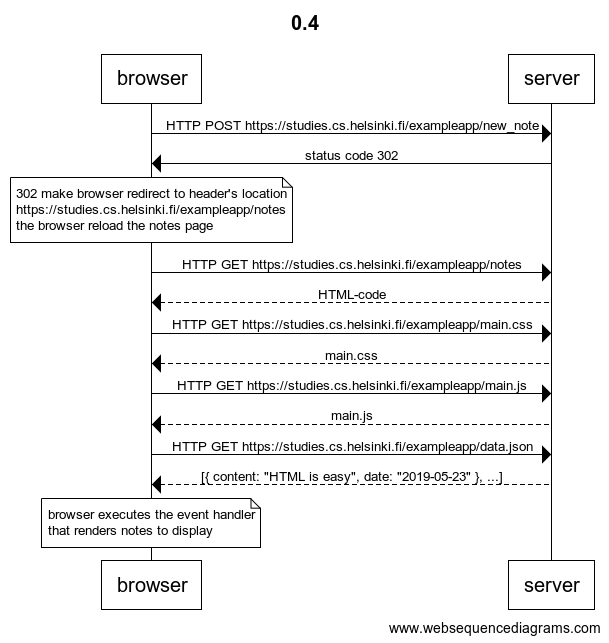 0.4
browser
server
HTTP POST https://studies.cs.helsinki.fi/exampleapp/new_note
status code 302
302 make browser redirect to header's location
https://studies.cs.helsinki.fi/exampleapp/notes
the browser reload the notes page
HTTP GET https://studies.cs.helsinki.fi/exampleapp/notes
HTML-code
HTTP GET https://studies.cs.helsinki.fi/exampleapp/main.css
main.css
HTTP GET https://studies.cs.helsinki.fi/exampleapp/main.js
main.js
HTTP GET https://studies.cs.helsinki.fi/exampleapp/data.json
[{ content: "HTML is easy", date: "2019-05-23" }, ...]
browser executes the event handler
that renders notes to display
browser
server
www.websequencediagrams.com